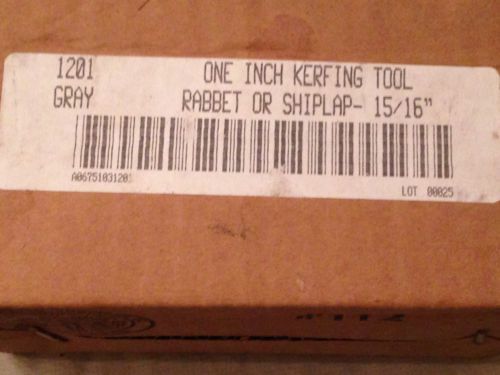 1201 ONE INCH KERFING TOOL
GRAY RABBET OR SHIPLAP- 15/16"
A06751031201
LOT 00025